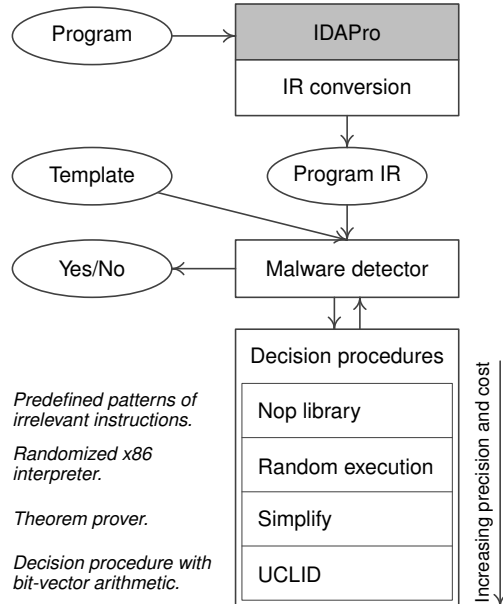 Program
IDAPro
IR conversion
Template
Program IR
Yes/No
Malware detector
Decision procedures
Predefined patterns of
irrelevant instructions.
Nop library
Randomized x86
interpreter.
Random execution
Theorem prover.
Simplify
Decision procedure with
bit-vector arithmetic.
UCLID
Increasing precision and cost